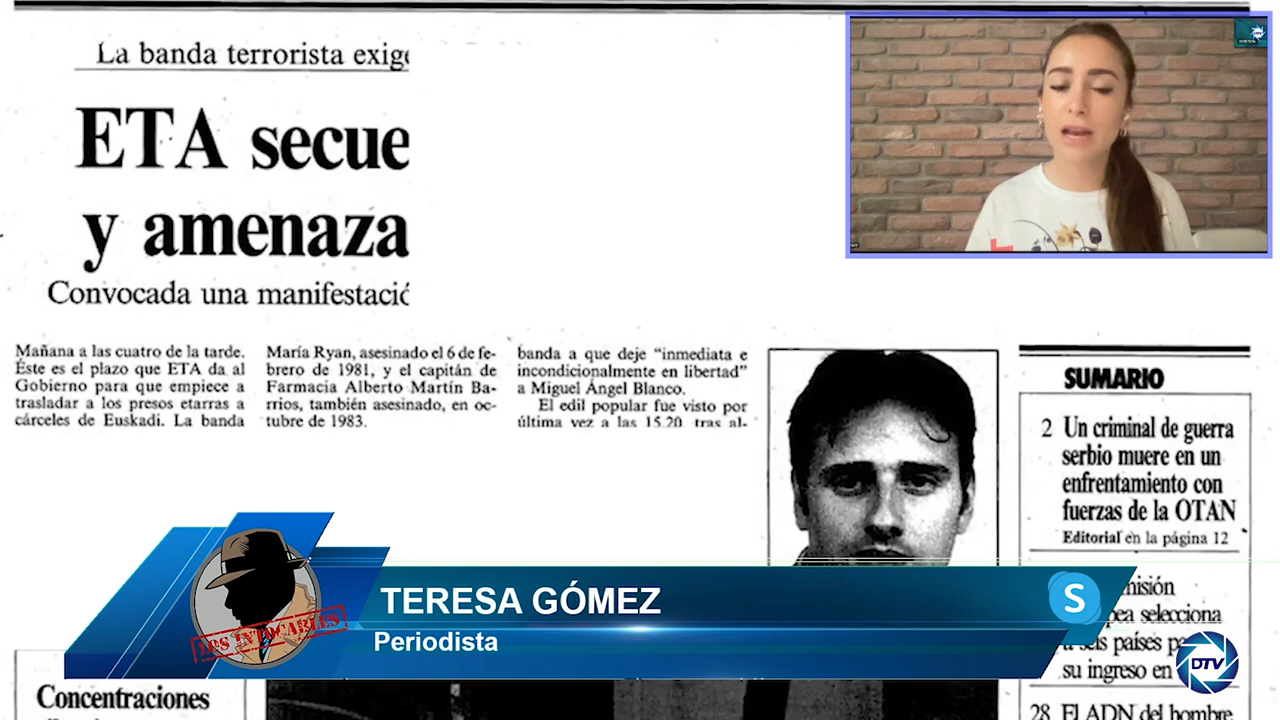 La banda terrorista exige
ETA secue
y amenaza
Convocada una manifestació
Mañana a las cuatro de la tarde.
Éste es el plazo que ETA da al
Gobierno para que empiece a
trasladar a los presos etarras a
cárceles de Euskadi. La banda
María Ryan, asesinado el 6 de fe-
brero de 1981, y el capitán de
Farmacia Alberto Martín Ba-
rrios, también asesinado, en oc-
tubre de 1983.
banda a que deje “inmediata e
incondicionalmente en libertad”
a Miguel Ángel Blanco.
El edil popular fue visto por
última vez a las 15.20, tras al-
SUMARIO
2 Un criminal de guerra
serbio muere en un
enfrentamiento con
fuerzas de la OTAN
Editorial en la página 12
misión
pea selecciona
a seis países pa
su ingreso en
28 El ADN del hombre
Concentraciones
LOS INTOCABLES
TERESA GÓMEZ
Periodista
S
DTV